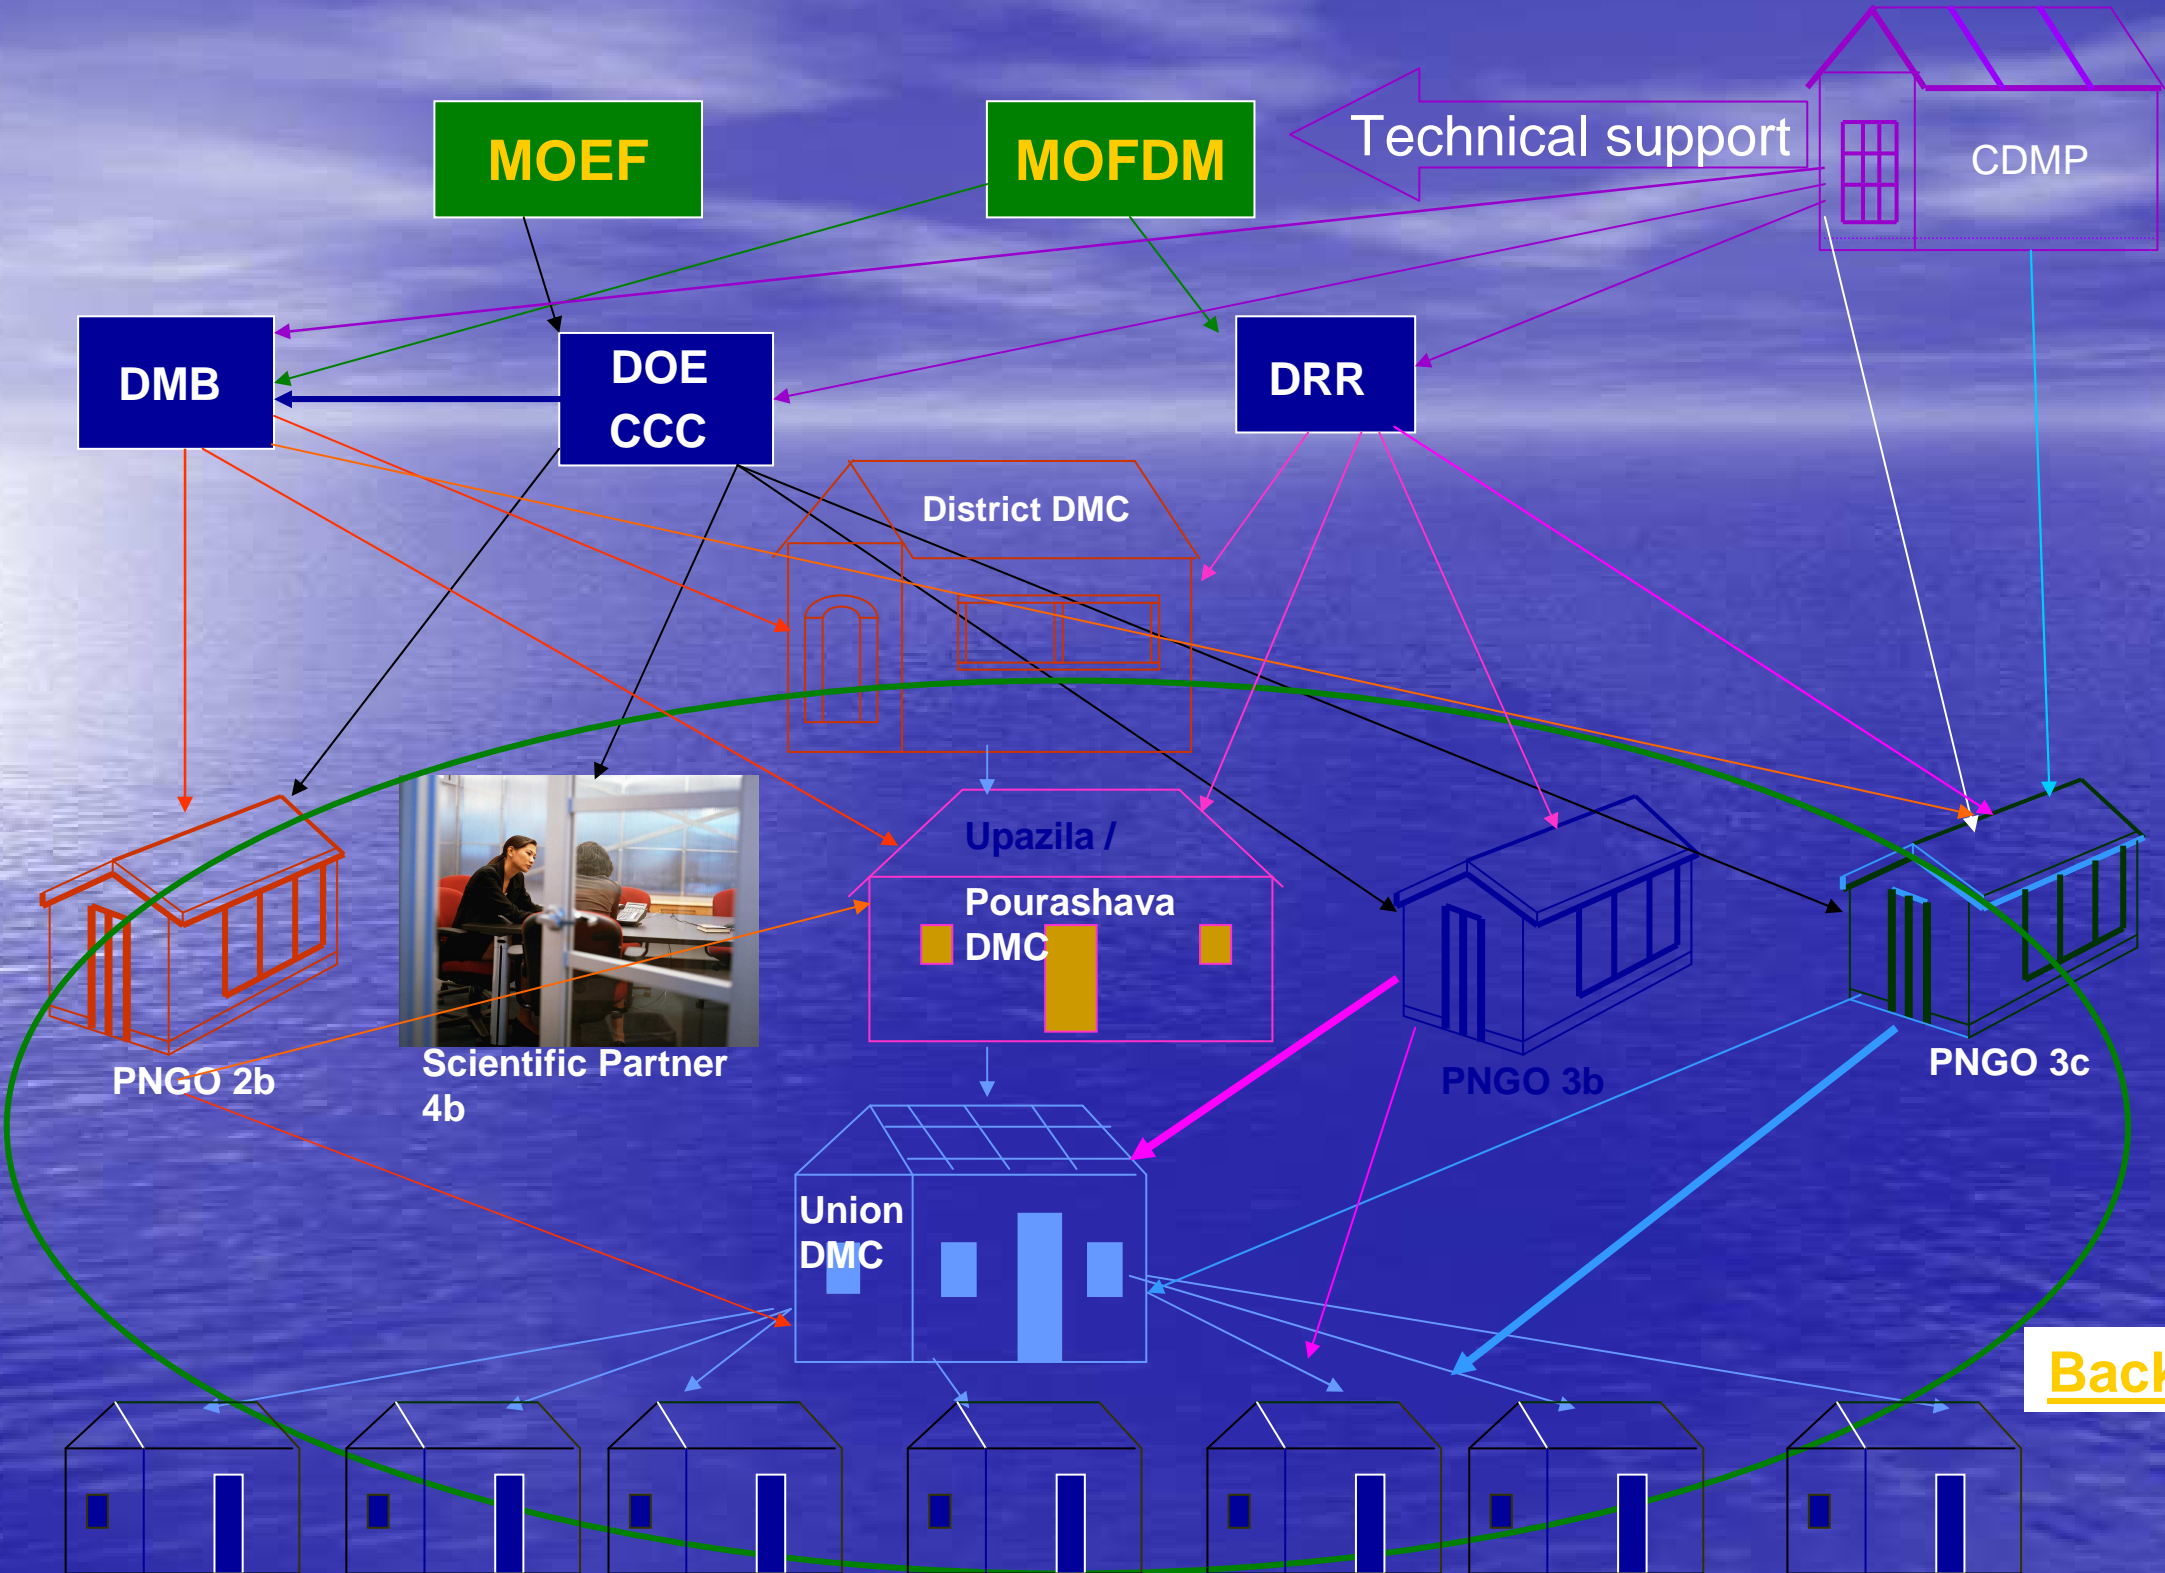 MOEF
MOFDM
Technical support
CDMP
DMB
DOE
CCC
DRR
District DMC
Upazila /
Pourashava
DMC
PNGO 2b
Scientific Partner
4b
PNGO 3b
PNGO 3c
Union
DMC
Back